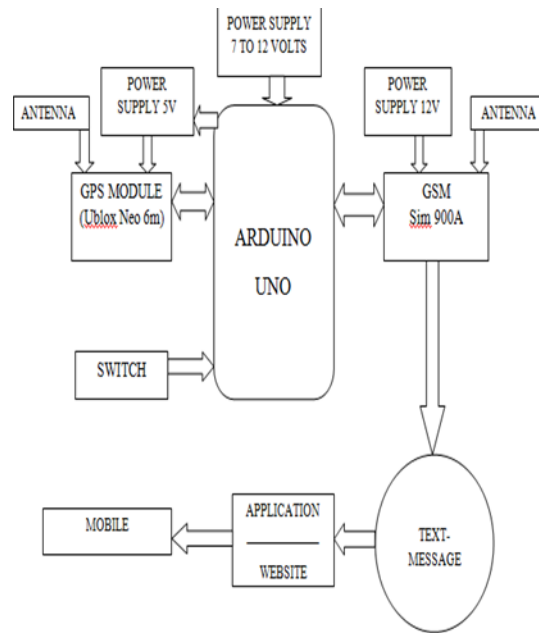 POWER SUPPLY
7 TO 12 VOLTS
POWER
SUPPLY 5V
POWER
SUPPLY 12V
ANTENNA
ANTENNA
GPS MODULE
(Ublox Neo 6m)
ARDUINO
UNO
GSM
Sim 900A
SWITCH
MOBILE
APPLICATION
WEBSITE
TEXT-
MESSAGE